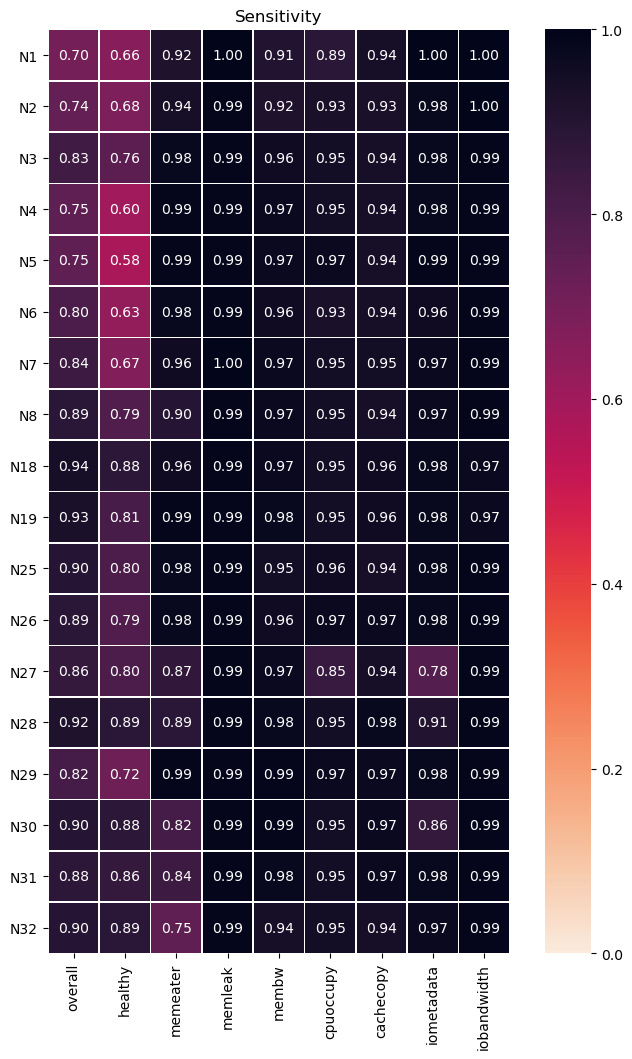 Sensitivity
N1 0.70 0.66 0.92 1.00 0.91 0.89 0.94 1.00 1.00
N2 0.74 0.68 0.94 0.99 0.92 0.93 0.93 0.98 1.00
N3 0.83 0.76 0.98 0.99 0.96 0.95 0.94 0.98 0.99
N4 0.75 0.60 0.99 0.99 0.97 0.95 0.94 0.98 0.99
N5 0.75 0.58 0.99 0.99 0.97 0.97 0.94 0.99 0.99
N6 0.80 0.63 0.98 0.99 0.96 0.93 0.94 0.96 0.99
N7 0.84 0.67 0.96 1.00 0.97 0.95 0.95 0.97 0.99
N8 0.89 0.79 0.90 0.99 0.97 0.95 0.94 0.97 0.99
N18 0.94 0.88 0.96 0.99 0.97 0.95 0.96 0.98 0.97
N19 0.93 0.81 0.99 0.99 0.98 0.95 0.96 0.98 0.97
N25 0.90 0.80 0.98 0.99 0.95 0.96 0.94 0.98 0.99
N26 0.89 0.79 0.98 0.99 0.96 0.97 0.97 0.98 0.99
N27 0.86 0.80 0.87 0.99 0.97 0.85 0.94 0.78 0.99
N28 0.92 0.89 0.89 0.99 0.98 0.95 0.98 0.91 0.99
N29 0.82 0.72 0.99 0.99 0.99 0.97 0.97 0.98 0.99
N30 0.90 0.88 0.82 0.99 0.99 0.95 0.97 0.86 0.99
N31 0.88 0.86 0.84 0.99 0.98 0.95 0.97 0.98 0.99
N32 0.90 0.89 0.75 0.99 0.94 0.95 0.94 0.97 0.99
overall healthy memeater memleak membw cpuoccupy cachecopy iometadata iobandwidth
1.0
0.8
0.6
0.4
0.2
0.0